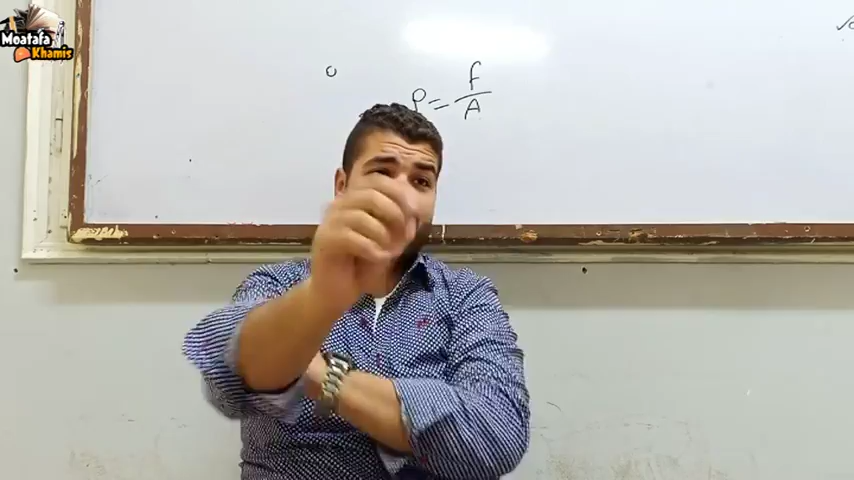 Moatafa
Khamis
P = F/A